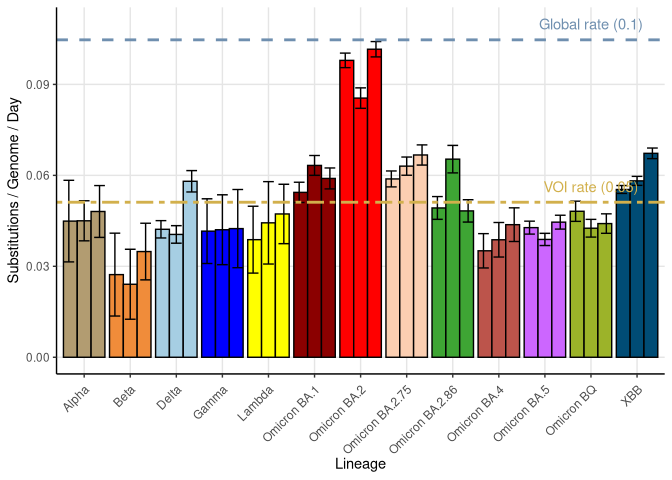 Global rate (0.1)
VOI rate (0.05)
Substitutions / Genome / Day
0.09
0.06
0.03
0.00
Alpha
Beta
Delta
Gamma
Lambda
Omicron BA.1
Omicron BA.2
Omicron BA.2.75
Omicron BA.2.86
Omicron BA.4
Omicron BA.5
Omicron BQ
XBB
Lineage